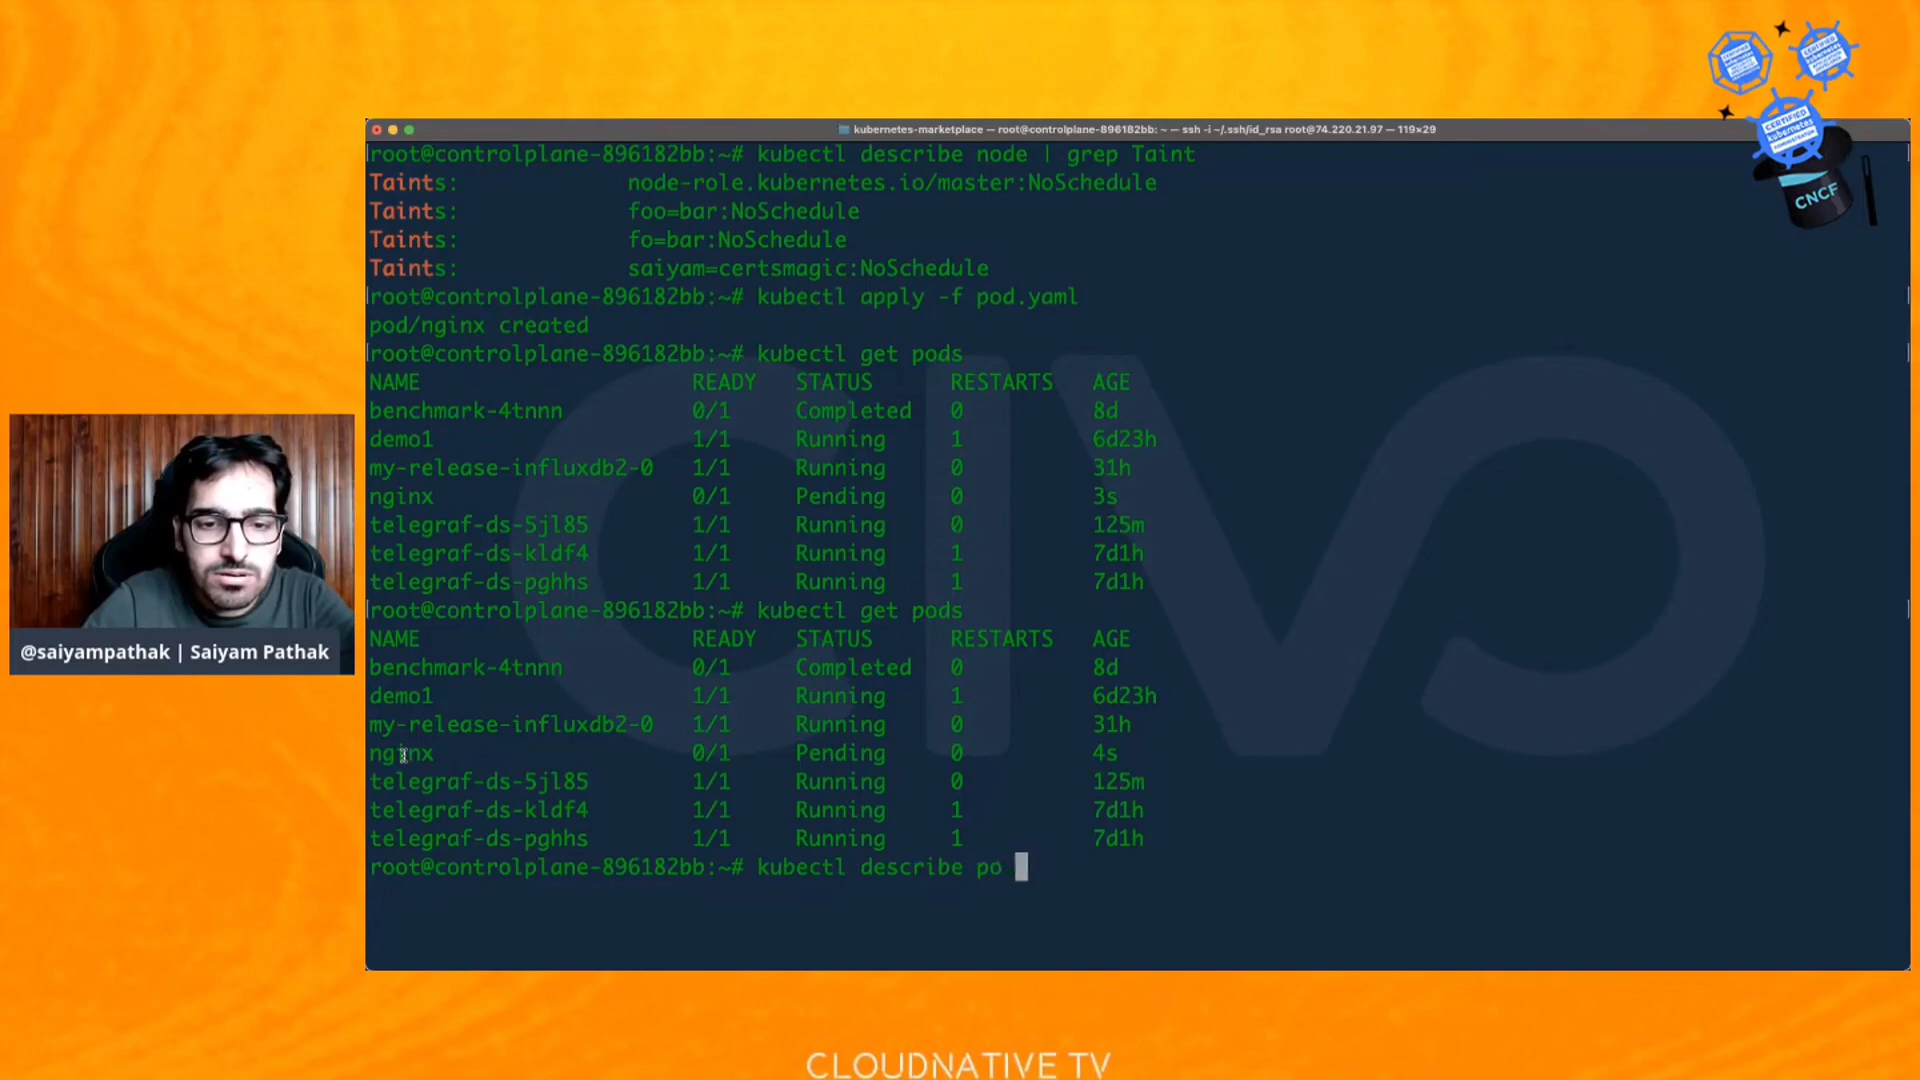 kubernetes-marketplace — root@controlplane-896182bb: ~ — ssh -i ~/.ssh/id_rsa root@74.220.21.97 — 119×29
root@controlplane-896182bb:~# kubectl describe node | grep Taint
Taints: node-role.kubernetes.io/master:NoSchedule
Taints: foo=bar:NoSchedule
Taints: fo=bar:NoSchedule
Taints: saiyam=certsmagic:NoSchedule
root@controlplane-896182bb:~# kubectl apply -f pod.yaml
pod/nginx created
root@controlplane-896182bb:~# kubectl get pods
NAME READY STATUS RESTARTS AGE
benchmark-4tnnn 0/1 Completed 0 8d
demo1 1/1 Running 1 6d23h
my-release-influxdb2-0 1/1 Running 0 31h
nginx 0/1 Pending 0 3s
telegraf-ds-5jl85 1/1 Running 0 125m
telegraf-ds-kldf4 1/1 Running 1 7d1h
telegraf-ds-pghhs 1/1 Running 1 7d1h
root@controlplane-896182bb:~# kubectl get pods
NAME READY STATUS RESTARTS AGE
benchmark-4tnnn 0/1 Completed 0 8d
demo1 1/1 Running 1 6d23h
my-release-influxdb2-0 1/1 Running 0 31h
nginx 0/1 Pending 0 4s
telegraf-ds-5jl85 1/1 Running 0 125m
telegraf-ds-kldf4 1/1 Running 1 7d1h
telegraf-ds-pghhs 1/1 Running 1 7d1h
root@controlplane-896182bb:~# kubectl describe po
CIVO
@saiyampathak | Saiyam Pathak
CERTIFIED
kubernetes
CNCF
CLOUDNATIVE TV